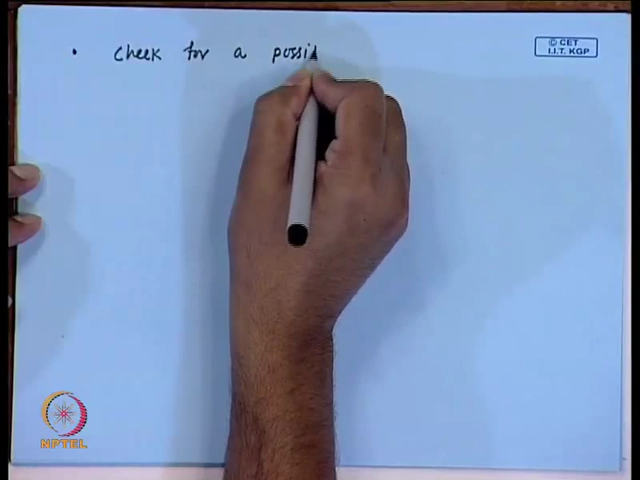 • check for a possi
© CET
I.I.T. KGP
NPTEL